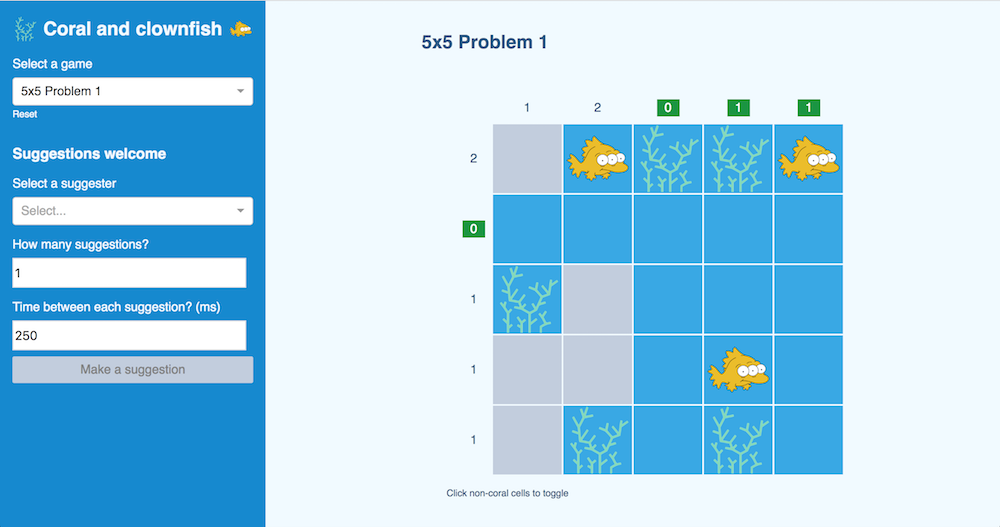 Coral and clownfish
Select a game
5x5 Problem 1
Reset
Suggestions welcome
Select a suggester
Select...
How many suggestions?
1
Time between each suggestion? (ms)
250
Make a suggestion
5x5 Problem 1
1 2 0 1 1
2
0
1
1
1
Click non-coral cells to toggle